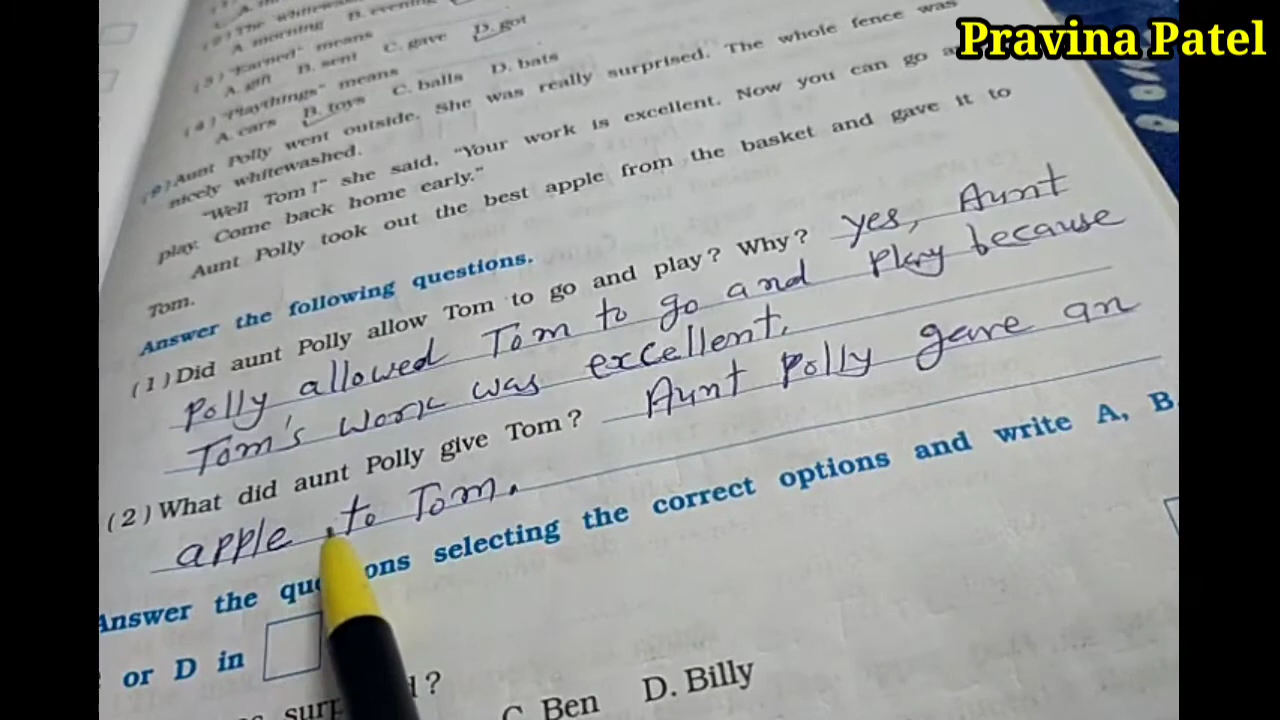 Pravina Patel
A morning B. evening
(3) "Earned" means
A. gift B. sent C. gave D. got
(4) "Playthings" means
A. cars B. toys C. balls D. bats
Aunt Polly went outside. She was really surprised. The whole fence was
nicely whitewashed.
"Well Tom !" she said, "Your work is excellent. Now you can go a
play. Come back home early."
Aunt Polly took out the best apple from the basket and gave it to
Tom.
Answer the following questions.
(1) Did aunt Polly allow Tom to go and play? Why? yes, Aunt
Polly allowed Tom to go and play because
Tom's work was excellent.
(2) What did aunt Polly give Tom? Aunt Polly gave an
apple to Tom.
Answer the questions selecting the correct options and write A, B,
or D in
C. Ben D. Billy